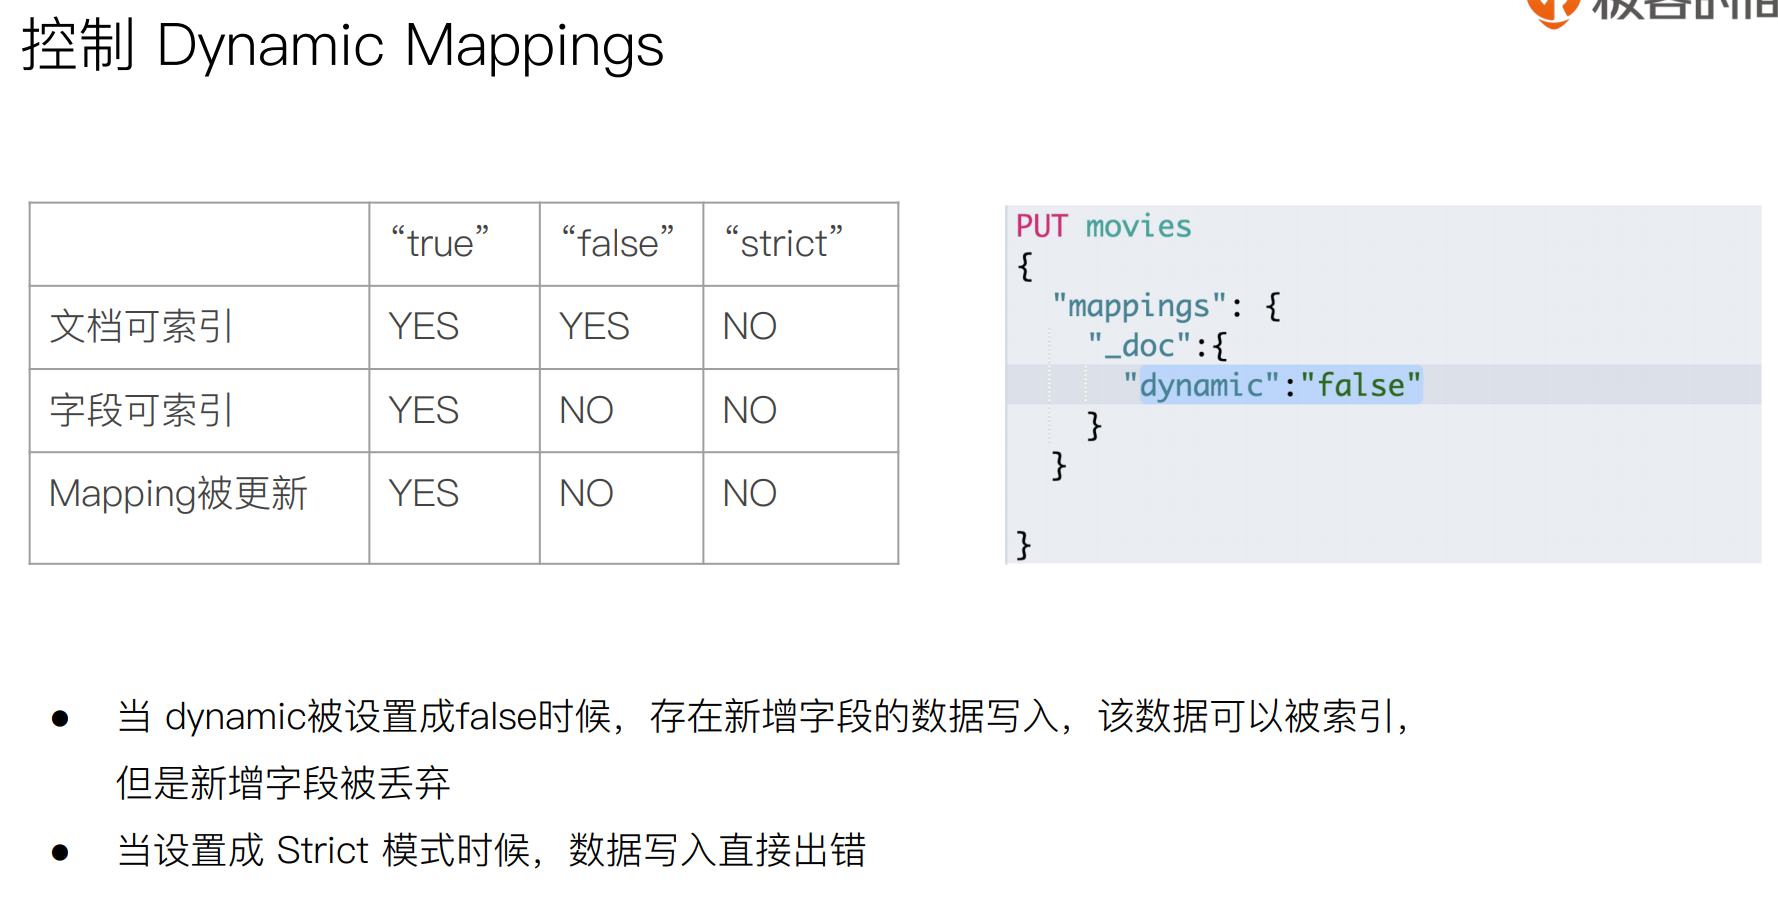 控制 Dynamic Mappings
“true” “false” “strict”
文档可索引 YES YES NO
字段可索引 YES NO NO
Mapping被更新 YES NO NO
PUT movies
{
"mappings": {
"_doc":{
"dynamic":"false"
}
}
}
● 当 dynamic被设置成false时候，存在新增字段的数据写入，该数据可以被索引，
但是新增字段被丢弃
● 当设置成 Strict 模式时候，数据写入直接出错